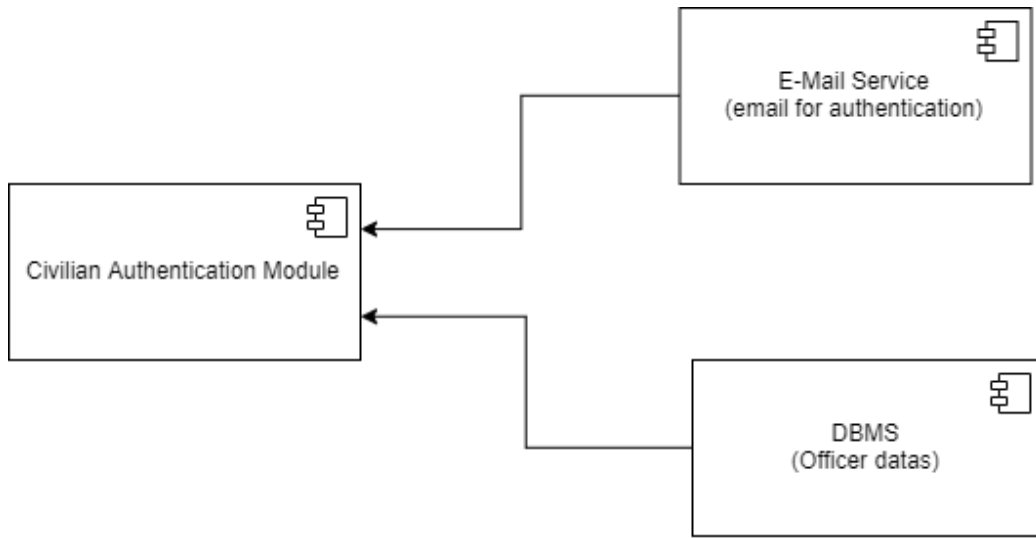 E-Mail Service
(email for authentication)
Civilian Authentication Module
DBMS
(Officer datas)